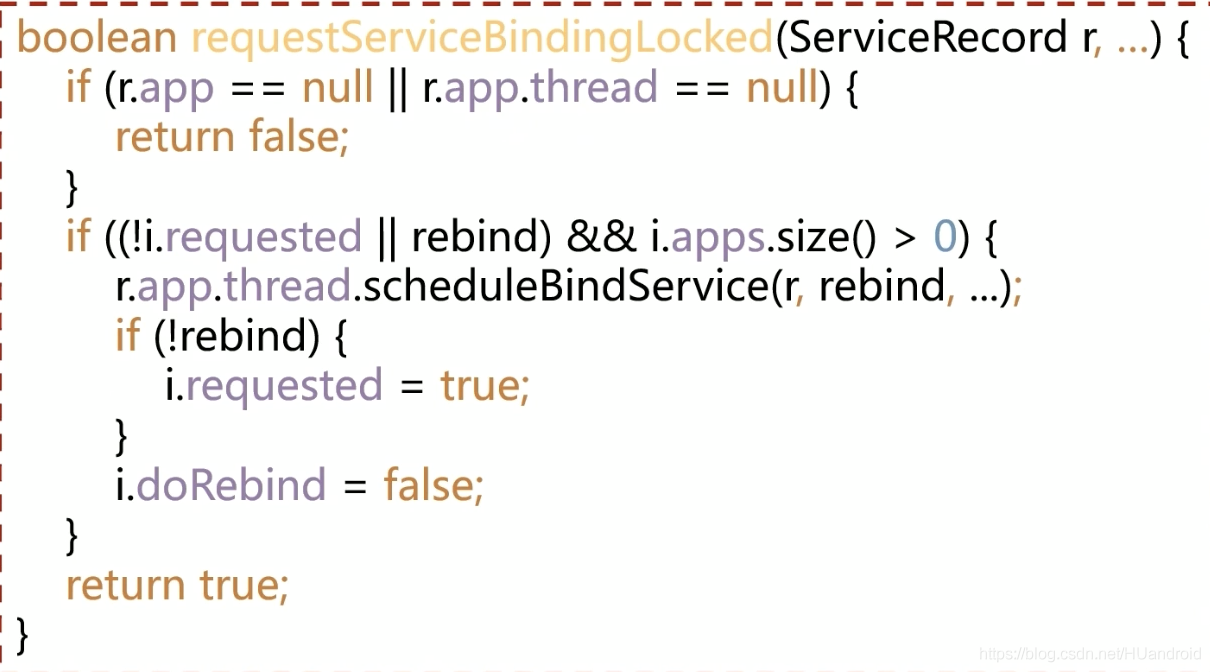 boolean requestServiceBindingLocked(ServiceRecord r, ...) {
if (r.app == null || r.app.thread == null) {
return false;
}
if ((!i.requested || rebind) && i.apps.size() > 0) {
r.app.thread.scheduleBindService(r, rebind, ...);
if (!rebind) {
i.requested = true;
}
i.doRebind = false;
}
return true;
}
https://blog.csdn.net/HUandroid